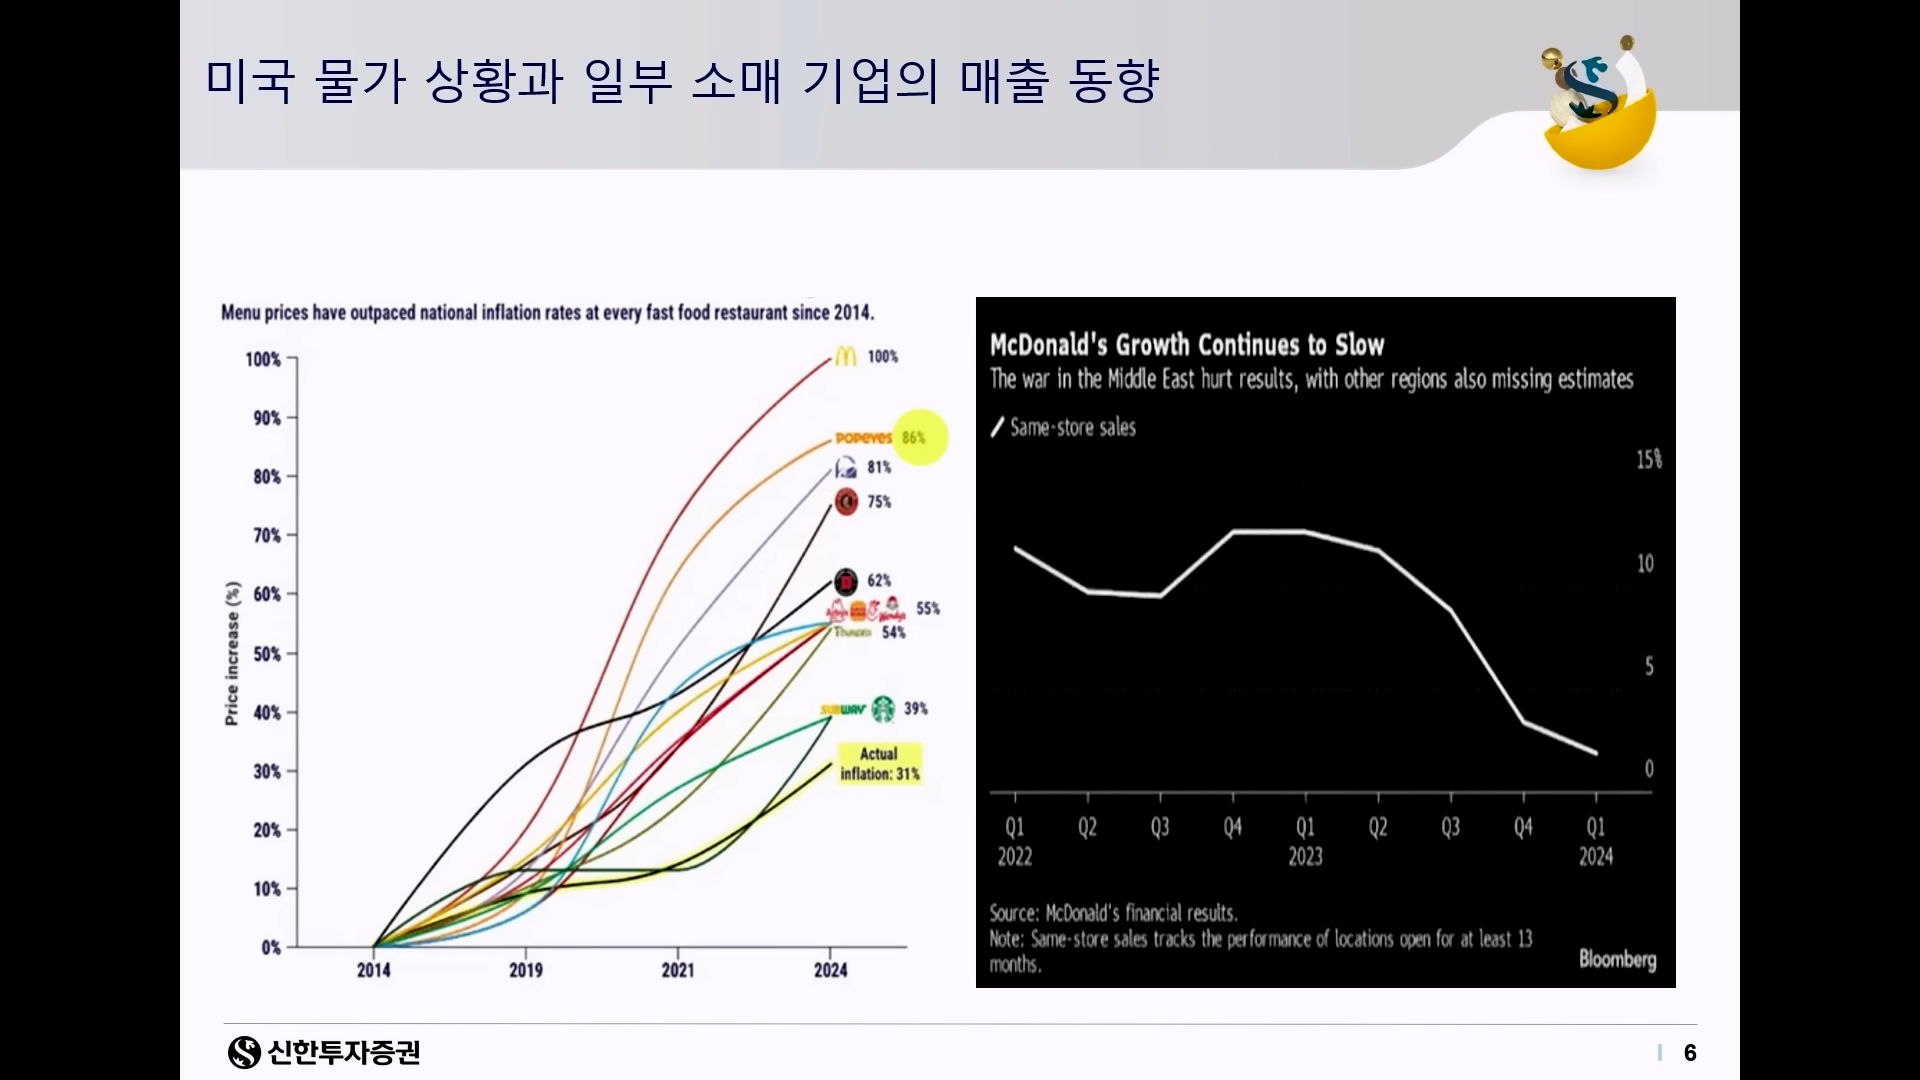 미국 물가 상황과 일부 소매 기업의 매출 동향
Menu prices have outpaced national inflation rates at every fast food restaurant since 2014.
Price increase (%)
100%
90%
80%
70%
60%
50%
40%
30%
20%
10%
0%
2014
2019
2021
2024
100%
POPEYES 86%
81%
75%
62%
Arby's
Wendy's
55%
Panera 54%
SUBWAY 39%
Actual
inflation: 31%
McDonald's Growth Continues to Slow
The war in the Middle East hurt results, with other regions also missing estimates
Same-store sales
15%
10
5
0
Q1 Q2 Q3 Q4 Q1 Q2 Q3 Q4 Q1
2022 2023 2024
Source: McDonald's financial results.
Note: Same-store sales tracks the performance of locations open for at least 13
months.
Bloomberg
신한투자증권
6